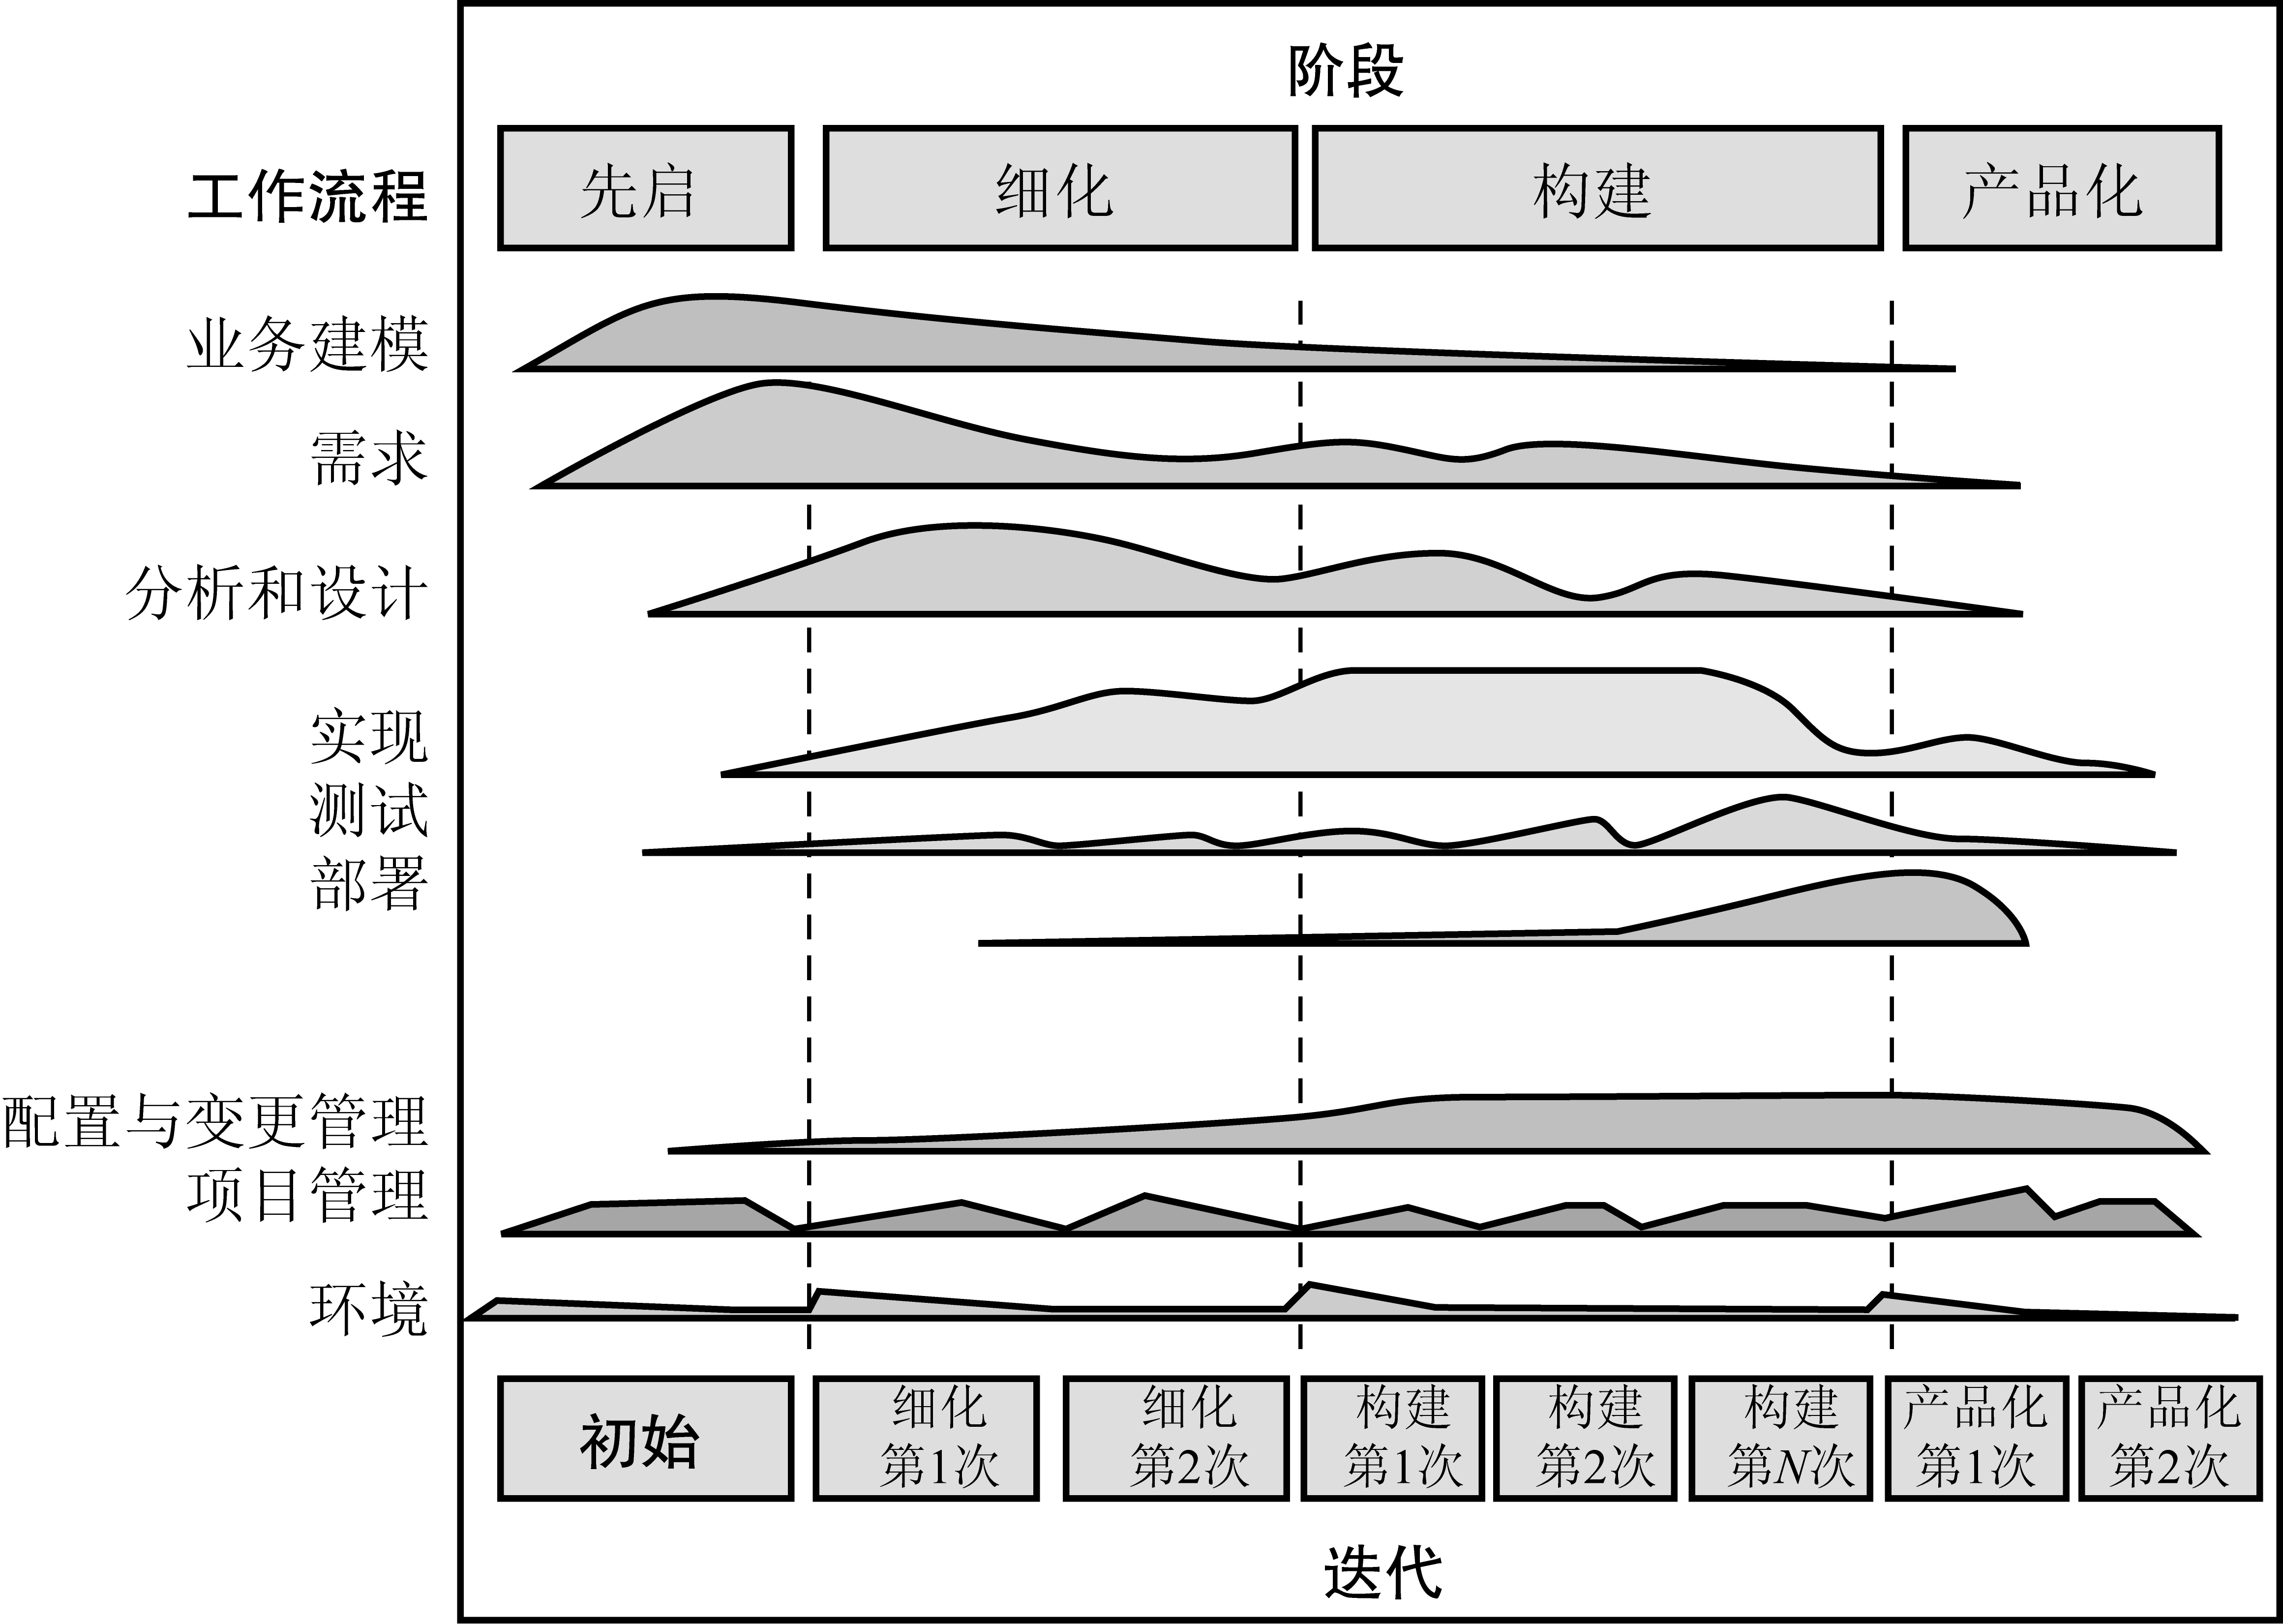 阶段
工作流程
先启
细化
构建
产品化
业务建模
需求
分析和设计
实现
测试
部署
配置与变更管理
项目管理
环境
初始
细化
第1次
细化
第2次
构建
第1次
构建
第2次
构建
第N次
产品化
第1次
产品化
第2次
迭代